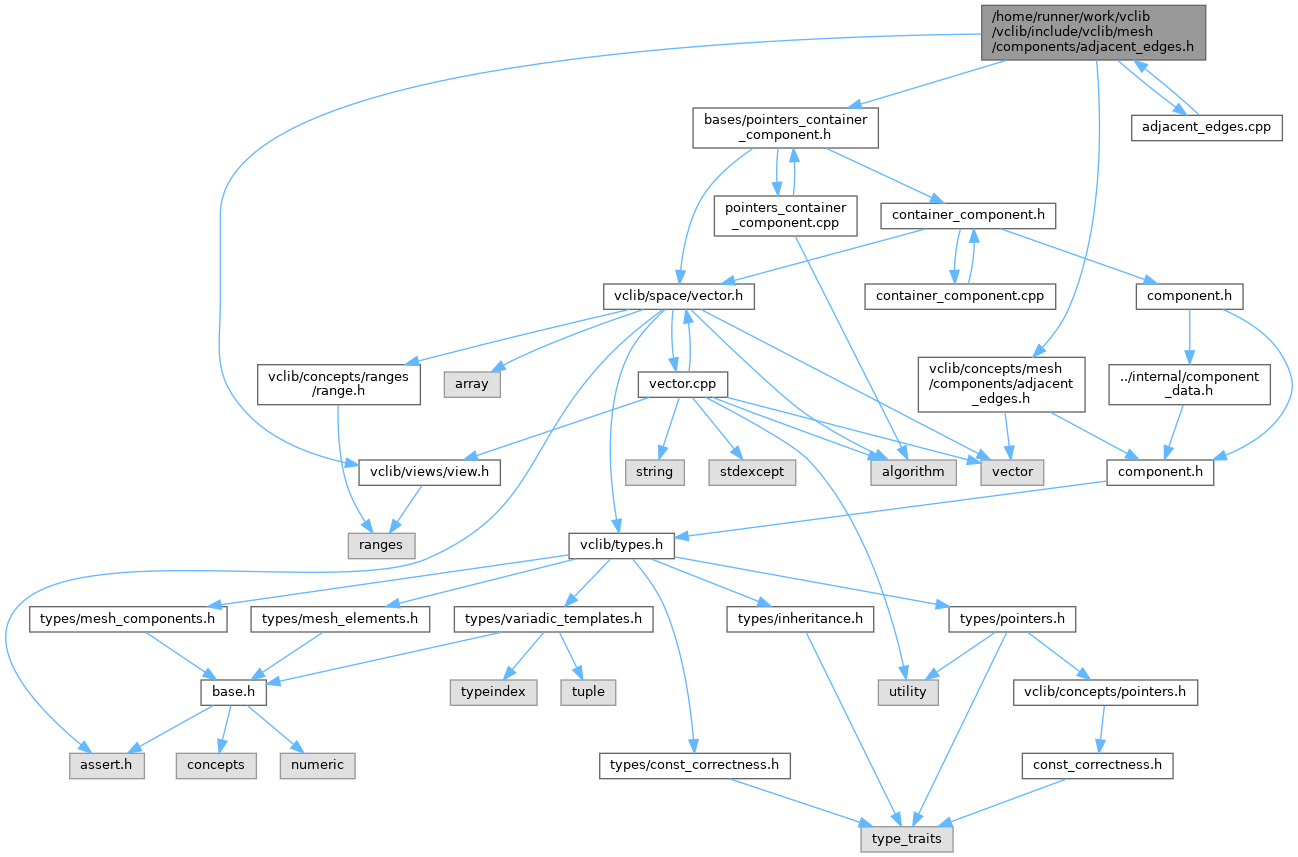 /home/runner/work/vclib
/vclib/include/vclib/mesh
/components/adjacent_edges.h
bases/pointers_container
_component.h
adjacent_edges.cpp
pointers_container
_component.cpp
container_component.h
vclib/space/vector.h
container_component.cpp
component.h
vclib/concepts/ranges
/range.h
array
vector.cpp
vclib/concepts/mesh
/components/adjacent
_edges.h
../internal/component
_data.h
vclib/views/view.h
string
stdexcept
algorithm
vector
component.h
ranges
vclib/types.h
types/mesh_components.h
types/mesh_elements.h
types/variadic_templates.h
types/inheritance.h
types/pointers.h
base.h
typeindex
tuple
utility
vclib/concepts/pointers.h
assert.h
concepts
numeric
types/const_correctness.h
const_correctness.h
type_traits